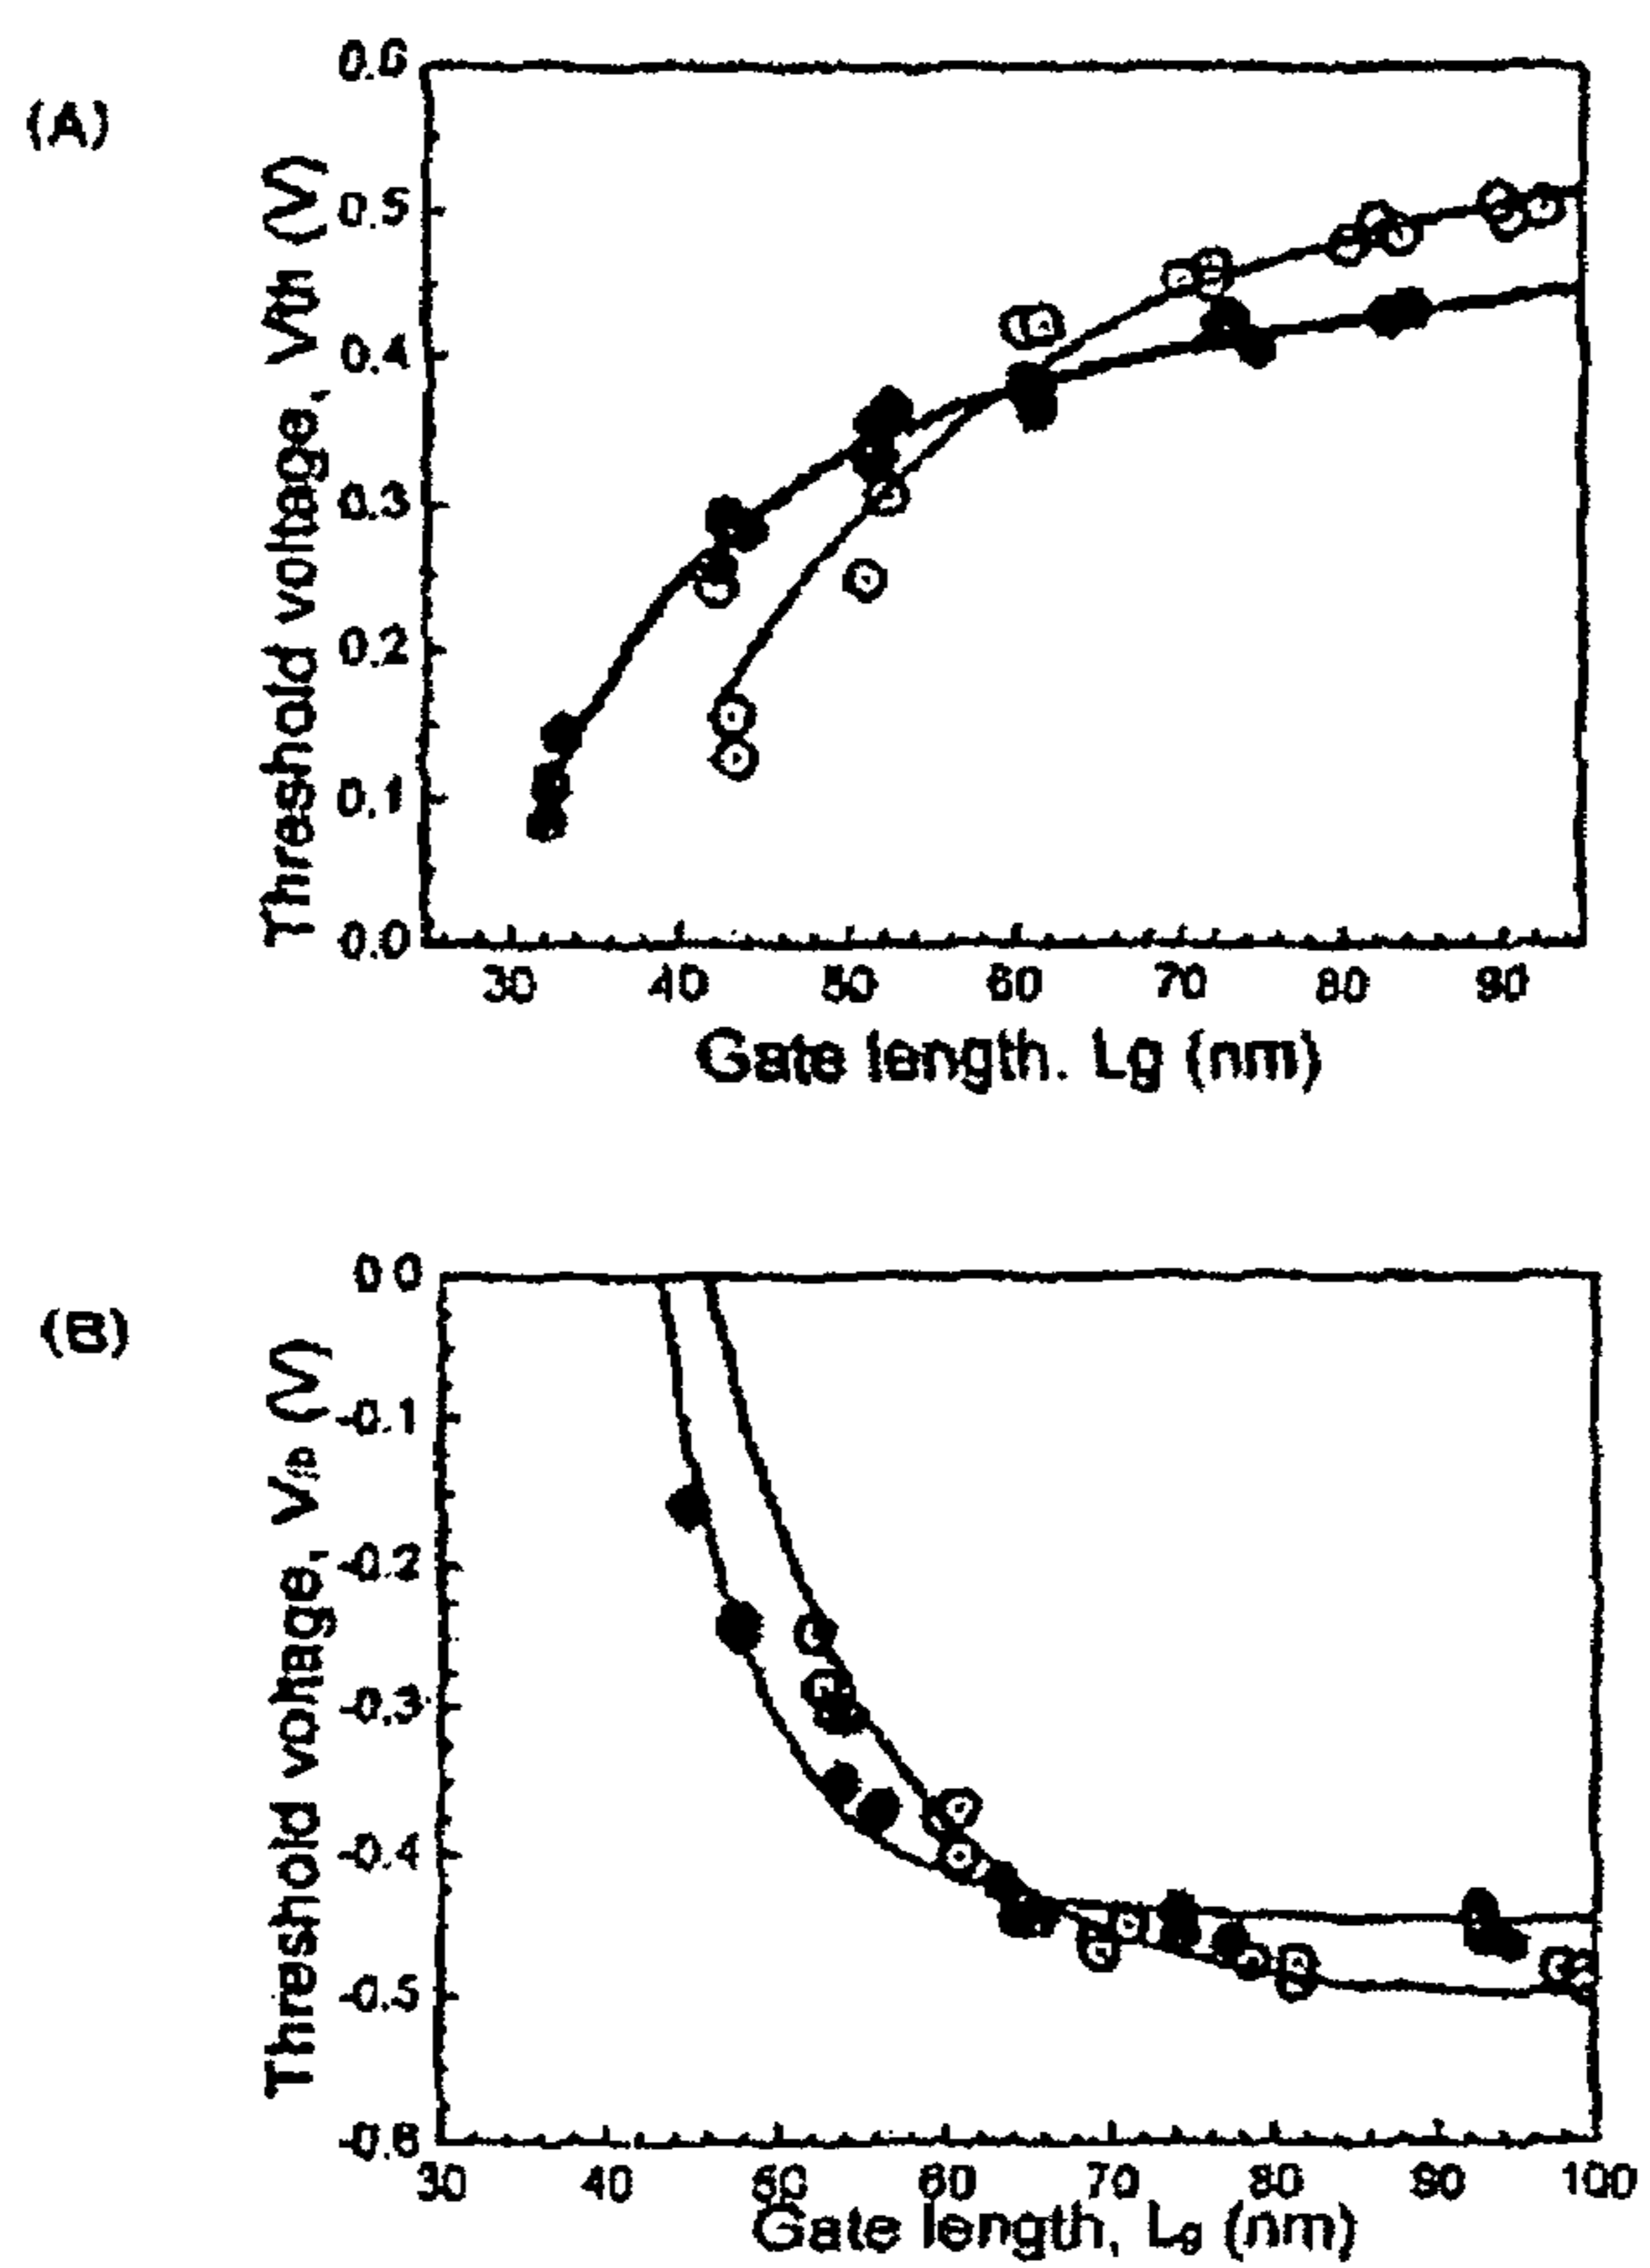 (A)
Threshold voltage, Vth (V)
0.6
0.5
0.4
0.3
0.2
0.1
0.0
30 40 50 60 70 80 90
Gate length. Lg (nm)
(B)
Threshold voltage, Vth (V)
0 0
-0.1
-0.2
-0.3
-0.4
-0.5
-0.6
30 40 50 60 70 80 90 100
Gate length, Lg (nm)